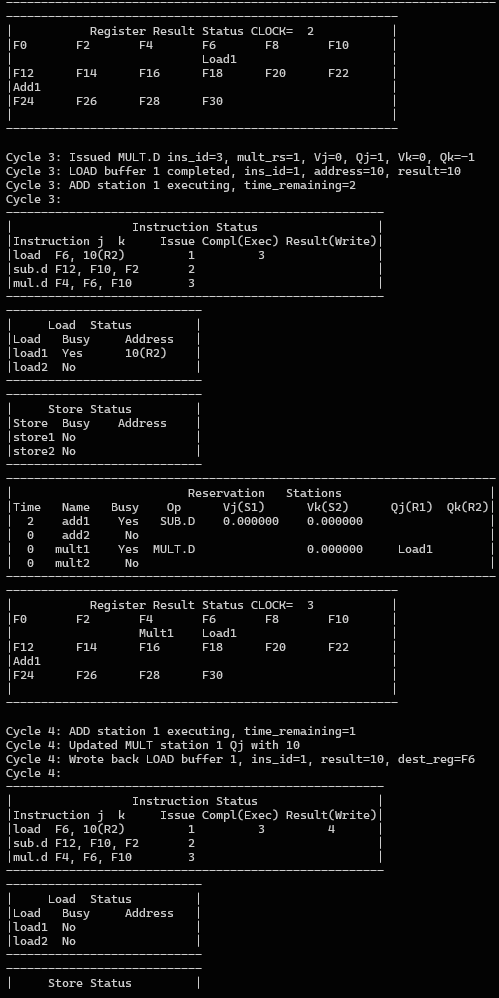 |           Register Result Status CLOCK=  2           |
|F0       F2       F4       F6       F8       F10      |
|                           Load1                      |
|F12      F14      F16      F18      F20      F22      |
|Add1                                                  |
|F24      F26      F28      F30                        |
Cycle 3: Issued MULT.D ins_id=3, mult_rs=1, Vj=0, Qj=1, Vk=0, Qk=-1
Cycle 3: LOAD buffer 1 completed, ins_id=1, address=10, result=10
Cycle 3: ADD station 1 executing, time_remaining=2
Cycle 3:
|                 Instruction Status                  |
|Instruction j  k     Issue Compl(Exec) Result(Write)|
|load  F6, 10(R2)         1         3                |
|sub.d F12, F10, F2       2                          |
|mul.d F4, F6, F10        3                          |
|     Load  Status         |
|Load   Busy     Address   |
|load1  Yes      10(R2)    |
|load2  No                 |
|     Store Status         |
|Store  Busy    Address    |
|store1 No                 |
|store2 No                 |
|                         Reservation   Stations                     |
|Time   Name   Busy    Op      Vj(S1)       Vk(S2)      Qj(R1)  Qk(R2)|
|  2    add1    Yes   SUB.D    0.000000    0.000000                  |
|  0    add2     No                                                  |
|  0   mult1    Yes  MULT.D                0.000000     Load1        |
|  0   mult2     No                                                  |
|           Register Result Status CLOCK=  3           |
|F0       F2       F4       F6       F8       F10      |
|                  Mult1    Load1                      |
|F12      F14      F16      F18      F20      F22      |
|Add1                                                  |
|F24      F26      F28      F30                        |
Cycle 4: ADD station 1 executing, time_remaining=1
Cycle 4: Updated MULT station 1 Qj with 10
Cycle 4: Wrote back LOAD buffer 1, ins_id=1, result=10, dest_reg=F6
Cycle 4:
|                 Instruction Status                  |
|Instruction j  k     Issue Compl(Exec) Result(Write)|
|load  F6, 10(R2)         1         3         4      |
|sub.d F12, F10, F2       2                          |
|mul.d F4, F6, F10        3                          |
|     Load  Status         |
|Load   Busy     Address   |
|load1  No                 |
|load2  No                 |
|     Store Status         |